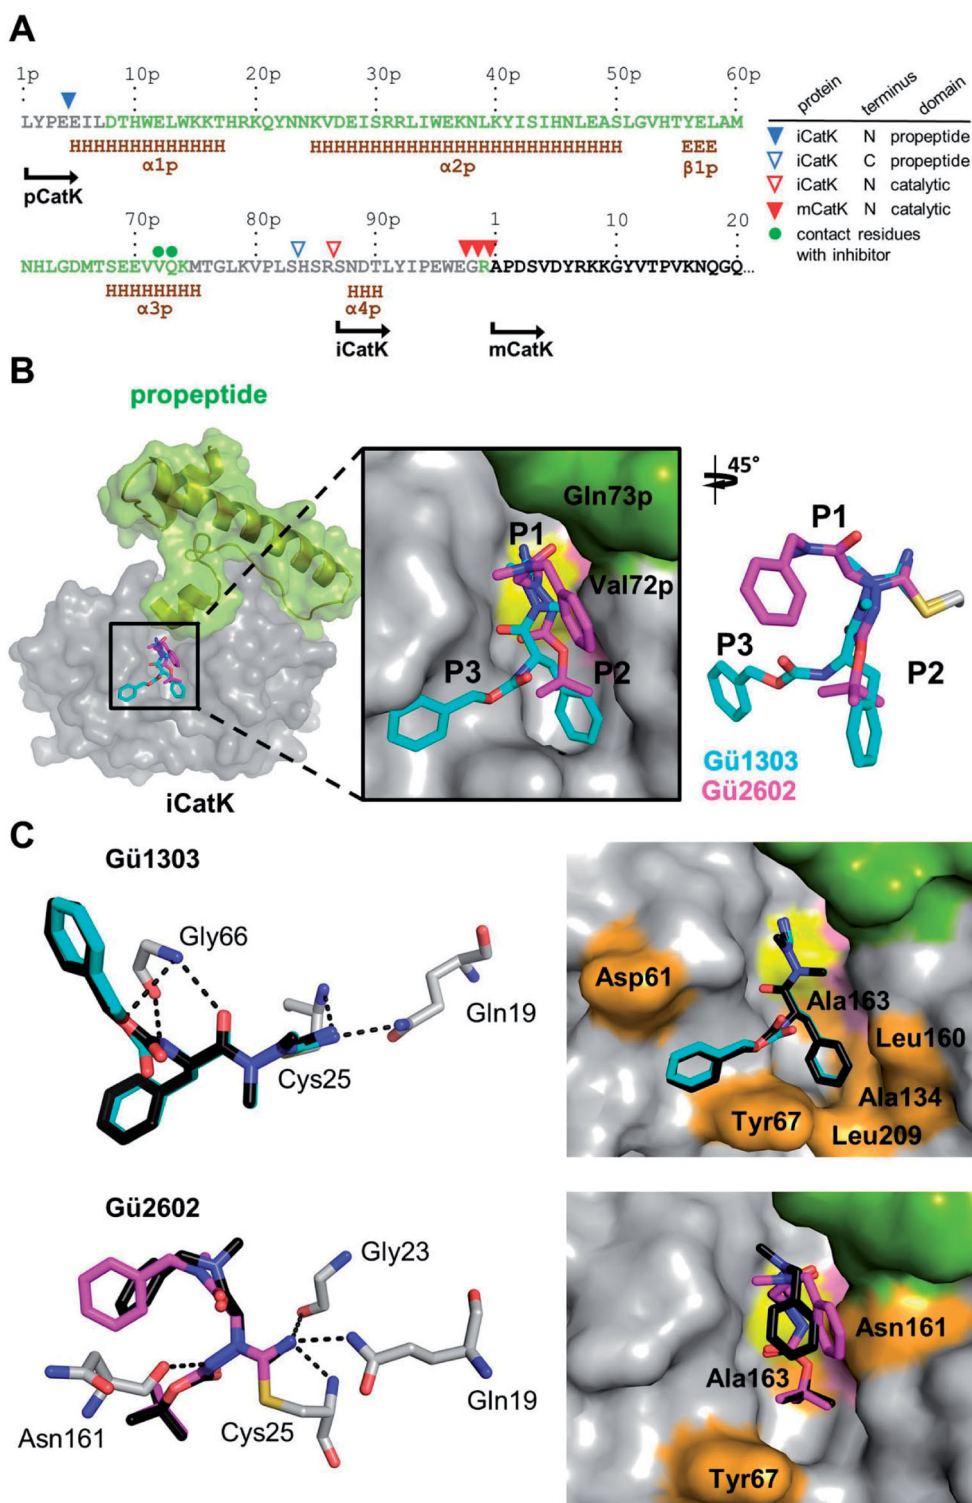 A
1p 10p 20p 30p 40p 50p 60p
LYPEEILDTHWELWKKTHRKQYNNKVDEISRRLIWEKNLKYISIHNLEASLGVHTYELAM
HHHHHHHHHHHHH HHHHHHHHHHHHHHHHHHHHHHHHHH EEE
α1p α2p β1p
pCatK
protein terminus domain
iCatK N propeptide
iCatK C propeptide
iCatK N catalytic
mCatK N catalytic
contact residues
with inhibitor
70p 80p 90p 1 10 20
NHLGDMTSEEVVQKMTGLKVPLSHSRSNDTLYIPEWEGRAPDSVDYRKKGYVTPVKNQGQ...
HHHHHHHH HHH
α3p α4p
iCatK mCatK
B
propeptide
iCatK
Gln73p
P1
Val72p
P3
P2
45°
P1
P3
P2
Gü1303
Gü2602
C
Gü1303
Gly66
Gln19
Cys25
Asp61
Ala163
Leu160
Ala134
Tyr67
Leu209
Gü2602
Gly23
Gln19
Cys25
Asn161
Asn161
Ala163
Tyr67